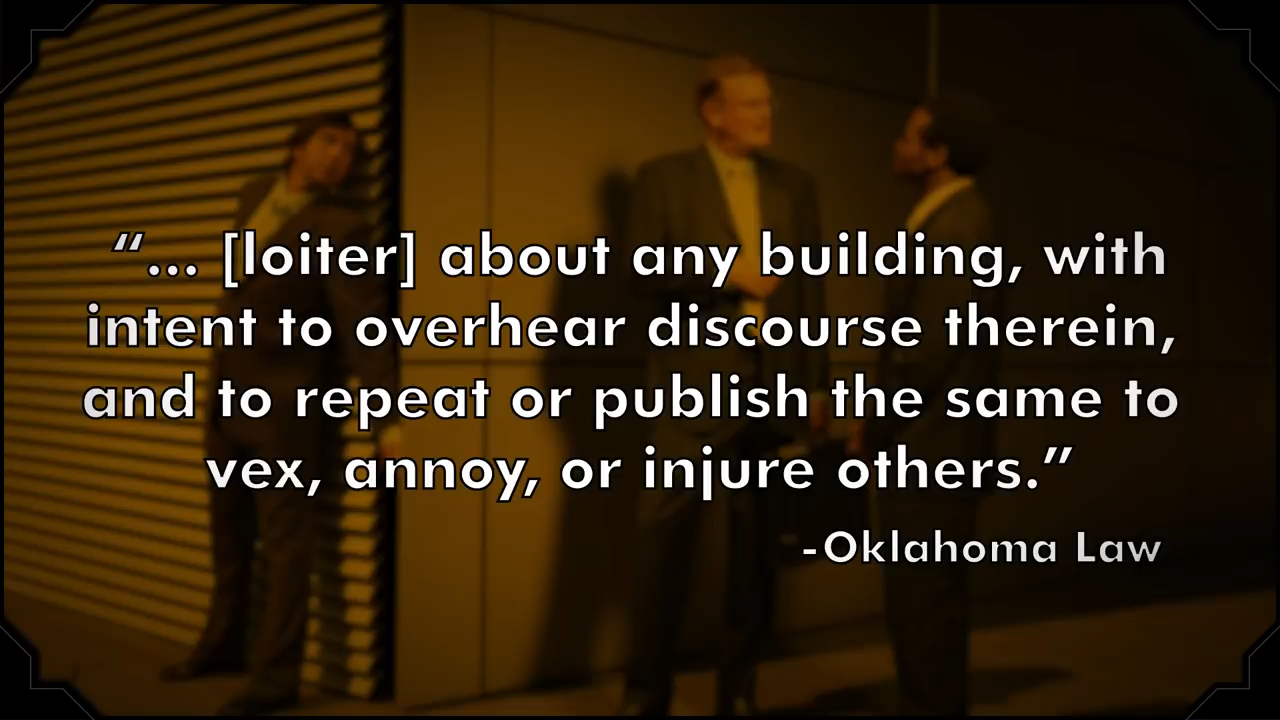 “... [loiter] about any building, with
intent to overhear discourse therein,
and to repeat or publish the same to
vex, annoy, or injure others.”
-Oklahoma Law